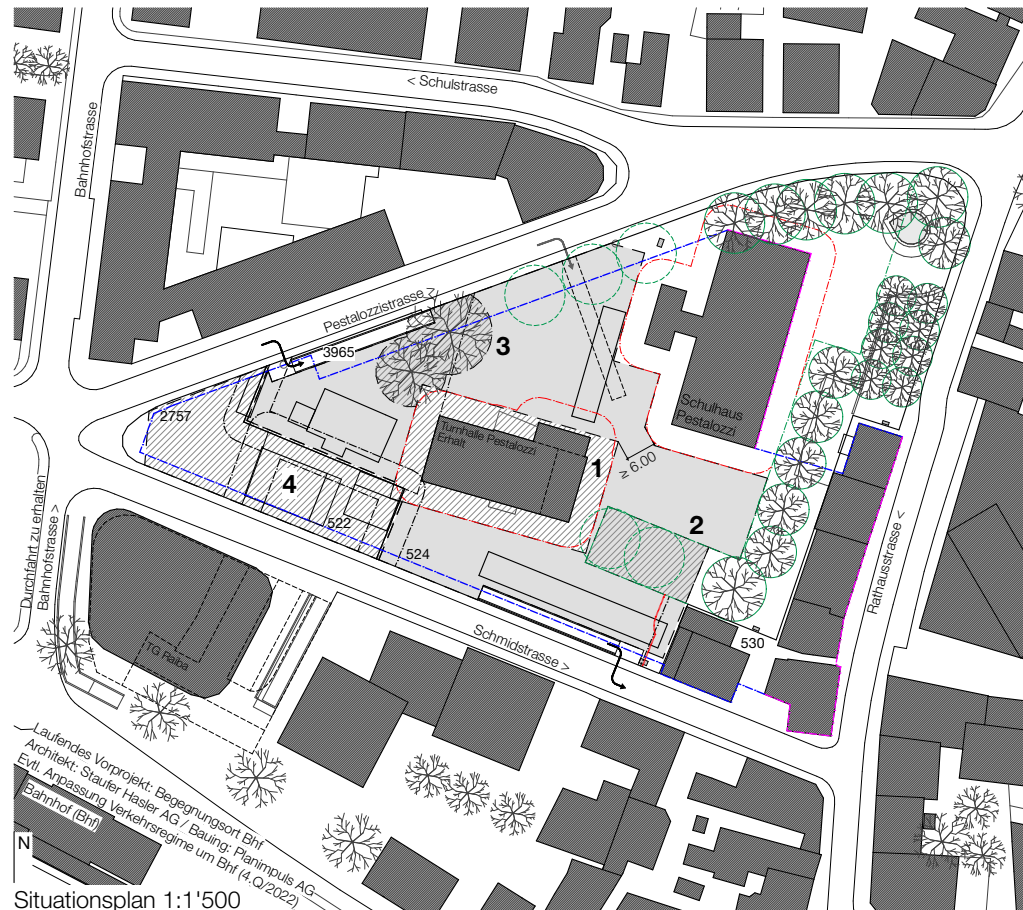 < Schulstrasse
Bahnhofstrasse
Pestalozzistrasse >
3965
3
2757
Schulhaus
Pestalozzi
Turnhalle Pestalozzi
Erhalt
1
≥ 6.00
4
2
522
524
Rathausstrasse <
Durchfahrt zu erhalten
Bahnhofstrasse >
Schmidstrasse >
530
TG Raiba
Laufendes Vorprojekt: Begegnungsort Bhf
Architekt: Staufer Hasler AG / Bauing: Planimpuls AG
Evtl. Anpassung Verkehrsregime um Bhf (4.Q/2022)
Bahnhof (Bhf)
N
Situationsplan 1:1'500